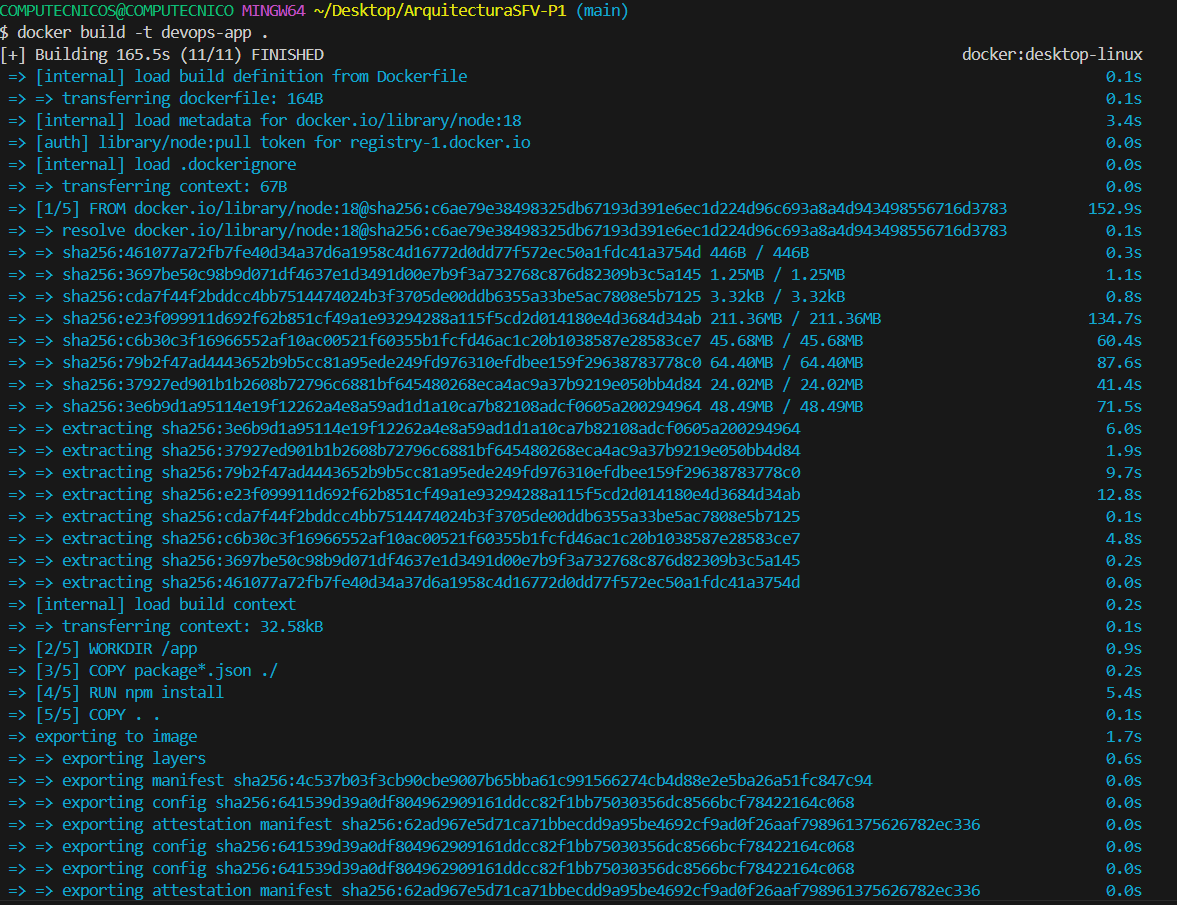 COMPUTECNICOS@COMPUTECNICO MINGW64 ~/Desktop/ArquitecturaSFV-P1 (main)
$ docker build -t devops-app .
[+] Building 165.5s (11/11) FINISHED docker:desktop-linux
=> [internal] load build definition from Dockerfile 0.1s
=> => transferring dockerfile: 164B 0.1s
=> [internal] load metadata for docker.io/library/node:18 3.4s
=> [auth] library/node:pull token for registry-1.docker.io 0.0s
=> [internal] load .dockerignore 0.0s
=> => transferring context: 67B 0.0s
=> [1/5] FROM docker.io/library/node:18@sha256:c6ae79e38498325db67193d391e6ec1d224d96c693a8a4d943498556716d3783 152.9s
=> => resolve docker.io/library/node:18@sha256:c6ae79e38498325db67193d391e6ec1d224d96c693a8a4d943498556716d3783 0.1s
=> => sha256:461077a72fb7fe40d34a37d6a1958c4d16772d0dd77f572ec50a1fdc41a3754d 446B / 446B 0.3s
=> => sha256:3697be50c98b9d071df4637e1d3491d00e7b9f3a732768c876d82309b3c5a145 1.25MB / 1.25MB 1.1s
=> => sha256:cda7f44f2bddcc4bb7514474024b3f3705de00ddb6355a33be5ac7808e5b7125 3.32kB / 3.32kB 0.8s
=> => sha256:e23f099911d692f62b851cf49a1e93294288a115f5cd2d014180e4d3684d34ab 211.36MB / 211.36MB 134.7s
=> => sha256:c6b30c3f16966552af10ac00521f60355b1fcfd46ac1c20b1038587e28583ce7 45.68MB / 45.68MB 60.4s
=> => sha256:79b2f47ad4443652b9b5cc81a95ede249fd976310efdbee159f29638783778c0 64.40MB / 64.40MB 87.6s
=> => sha256:37927ed901b1b2608b72796c6881bf645480268eca4ac9a37b9219e050bb4d84 24.02MB / 24.02MB 41.4s
=> => sha256:3e6b9d1a95114e19f12262a4e8a59ad1d1a10ca7b82108adcf0605a200294964 48.49MB / 48.49MB 71.5s
=> => extracting sha256:3e6b9d1a95114e19f12262a4e8a59ad1d1a10ca7b82108adcf0605a200294964 6.0s
=> => extracting sha256:37927ed901b1b2608b72796c6881bf645480268eca4ac9a37b9219e050bb4d84 1.9s
=> => extracting sha256:79b2f47ad4443652b9b5cc81a95ede249fd976310efdbee159f29638783778c0 9.7s
=> => extracting sha256:e23f099911d692f62b851cf49a1e93294288a115f5cd2d014180e4d3684d34ab 12.8s
=> => extracting sha256:cda7f44f2bddcc4bb7514474024b3f3705de00ddb6355a33be5ac7808e5b7125 0.1s
=> => extracting sha256:c6b30c3f16966552af10ac00521f60355b1fcfd46ac1c20b1038587e28583ce7 4.8s
=> => extracting sha256:3697be50c98b9d071df4637e1d3491d00e7b9f3a732768c876d82309b3c5a145 0.2s
=> => extracting sha256:461077a72fb7fe40d34a37d6a1958c4d16772d0dd77f572ec50a1fdc41a3754d 0.0s
=> [internal] load build context 0.2s
=> => transferring context: 32.58kB 0.1s
=> [2/5] WORKDIR /app 0.9s
=> [3/5] COPY package*.json ./ 0.2s
=> [4/5] RUN npm install 5.4s
=> [5/5] COPY . . 0.1s
=> exporting to image 1.7s
=> => exporting layers 0.6s
=> => exporting manifest sha256:4c537b03f3cb90cbe9007b65bba61c991566274cb4d88e2e5ba26a51fc847c94 0.0s
=> => exporting config sha256:641539d39a0df804962909161ddcc82f1bb75030356dc8566bcf78422164c068 0.0s
=> => exporting attestation manifest sha256:62ad967e5d71ca71bbecdd9a95be4692cf9ad0f26aaf798961375626782ec336 0.0s
=> => exporting config sha256:641539d39a0df804962909161ddcc82f1bb75030356dc8566bcf78422164c068 0.0s
=> => exporting config sha256:641539d39a0df804962909161ddcc82f1bb75030356dc8566bcf78422164c068 0.0s
=> => exporting attestation manifest sha256:62ad967e5d71ca71bbecdd9a95be4692cf9ad0f26aaf798961375626782ec336 0.0s